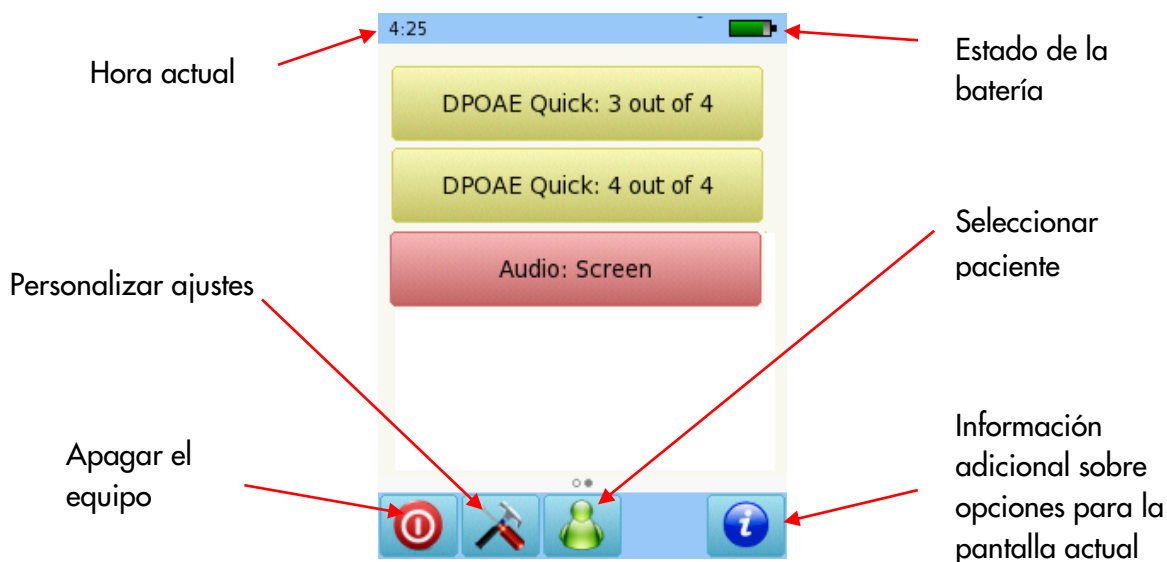 4:25
Hora actual
Estado de la
batería
DPOAE Quick: 3 out of 4
DPOAE Quick: 4 out of 4
Seleccionar
paciente
Audio: Screen
Personalizar ajustes
Apagar el
equipo
Información
adicional sobre
opciones para la
pantalla actual